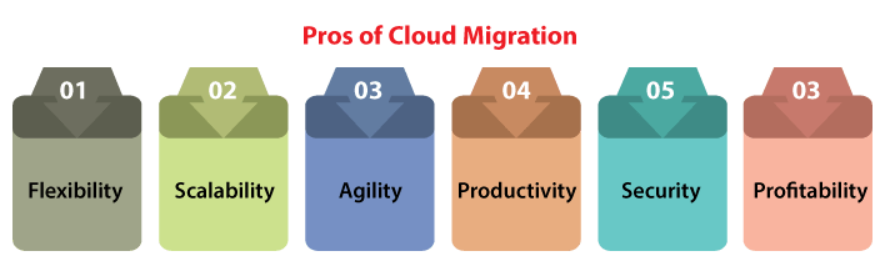 Pros of Cloud Migration
01 02 03 04 05 03
Flexibility Scalability Agility Productivity Security Profitability